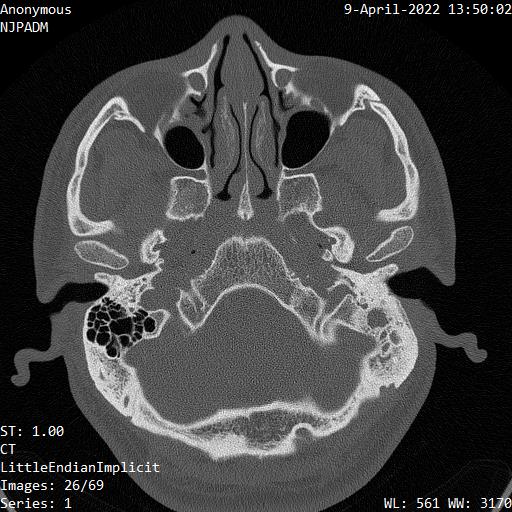 Anonymous
NJPADM
9-April-2022 13:50:02
ST: 1.00
CT
LittleEndianImplicit
Images: 26/69
Series: 1
WL: 561 WW: 3170